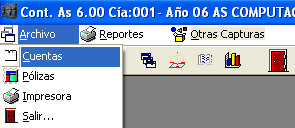 Cont. As 6.00 Cía:001- Año 06 AS COMPUTAC
Archivo Reportes Otras Capturas
Cuentas
Pólizas
Impresora
Salir...